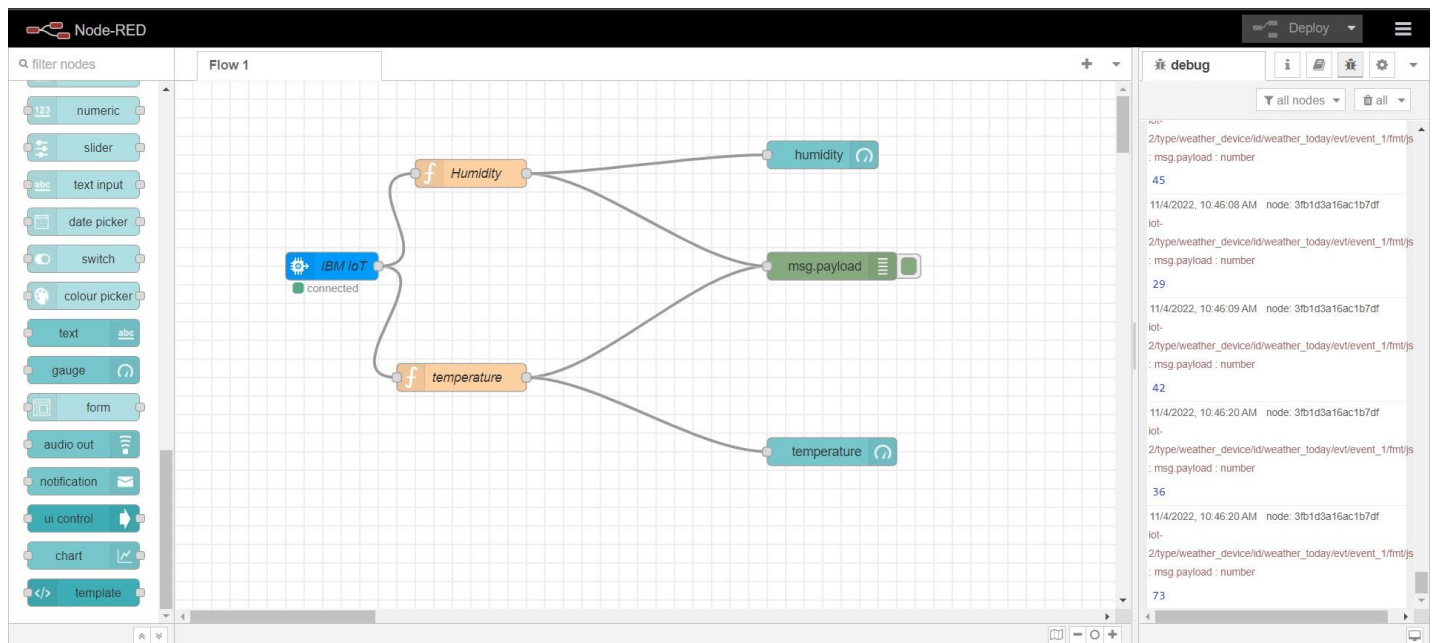 Node-RED
Deploy
filter nodes
Flow 1
debug
i
all nodes
all
123 numeric
slider
abc text input
date picker
switch
colour picker
text abc
gauge
form
audio out
notification
ui control
chart
</> template
f Humidity
humidity
IBM IoT
connected
msg.payload
f temperature
temperature
iot-
2/type/weather_device/id/weather_today/evt/event_1/fmt/js
: msg.payload : number
45
11/4/2022, 10:46:08 AM node: 3fb1d3a16ac1b7df
iot-
2/type/weather_device/id/weather_today/evt/event_1/fmt/js
: msg.payload : number
29
11/4/2022, 10:46:09 AM node: 3fb1d3a16ac1b7df
iot-
2/type/weather_device/id/weather_today/evt/event_1/fmt/js
: msg.payload : number
42
11/4/2022, 10:46:20 AM node: 3fb1d3a16ac1b7df
iot-
2/type/weather_device/id/weather_today/evt/event_1/fmt/js
: msg.payload : number
36
11/4/2022, 10:46:20 AM node: 3fb1d3a16ac1b7df
iot-
2/type/weather_device/id/weather_today/evt/event_1/fmt/js
: msg.payload : number
73